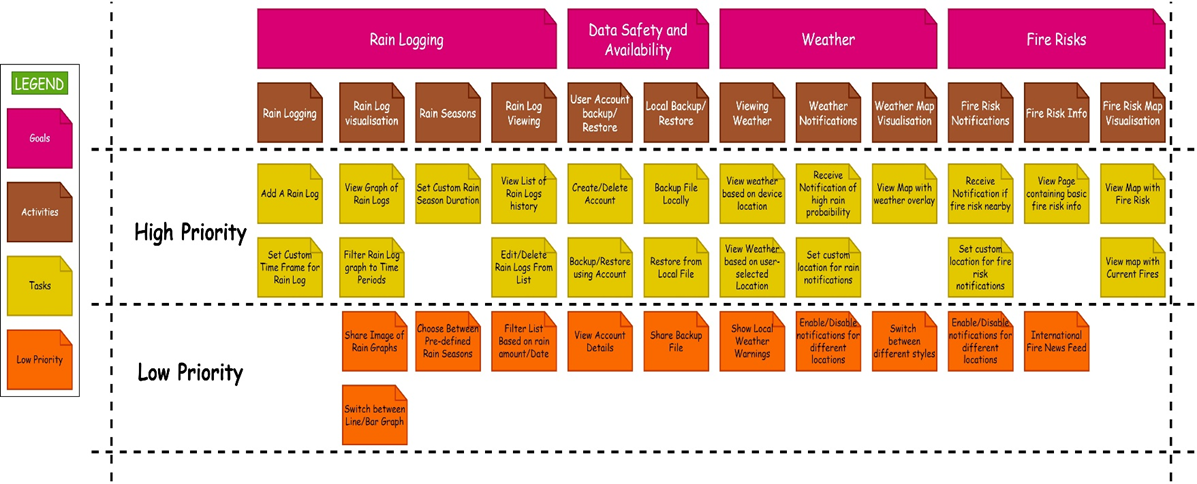 LEGEND
Goals
Activities
Tasks
Low Priority
Rain Logging
Data Safety and
Availability
Weather
Fire Risks
Rain Logging
Rain Log
visualisation
Rain Seasons
Rain Log
Viewing
User Account
backup/
Restore
Local Backup/
Restore
Viewing
Weather
Weather
Notifications
Weather Map
Visualisation
Fire Risk
Notifications
Fire Risk Info
Fire Risk Map
Visualisation
High Priority
Add A Rain Log
View Graph of
Rain Logs
Set Custom Rain
Season Duration
View List of
Rain Logs
history
Create/Delete
Account
Backup File
Locally
View weather
based on device
location
Receive
Notification of
high rain
probaibility
View Map with
weather overlay
Receive
Notification if
fire risk nearby
View Page
containing basic
fire risk info
View Map with
Fire Risk
Set Custom
Time Frame for
Rain Log
Filter Rain Log
graph to Time
Periods
Edit/Delete
Rain Logs From
List
Backup/Restore
using Account
Restore from
Local File
View Weather
based on user-
selected
Location
Set custom
location for rain
notifications
Set custom
location for fire
risk
notifications
View map with
Current Fires
Low Priority
Share Image of
Rain Graphs
Choose Between
Pre-defined
Rain Seasons
Filter List
Based on rain
amount/Date
View Account
Details
Share Backup
File
Show Local
Weather
Warnings
Enable/Disable
notifications for
different
locations
Switch
between
different styles
Enable/Disable
notifications for
different
locations
International
Fire News Feed
Switch between
Line/Bar Graph